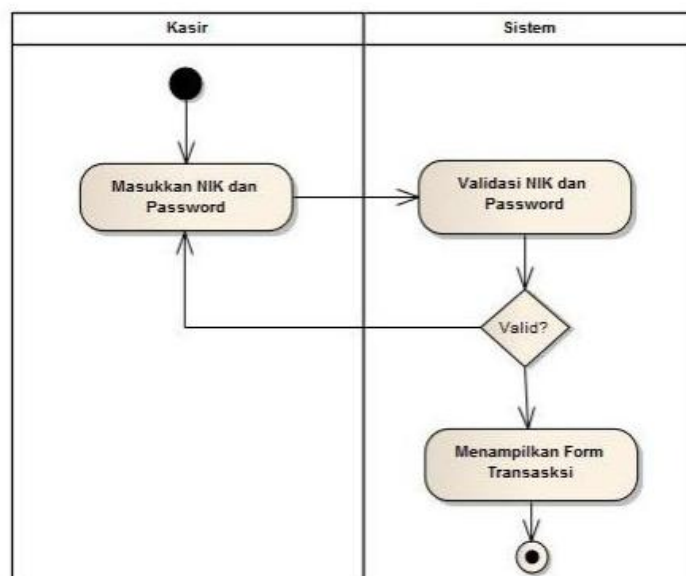 Kasir
Sistem
Masukkan NIK dan
Password
Validasi NIK dan
Password
Valid?
Menampilkan Form
Transasksi